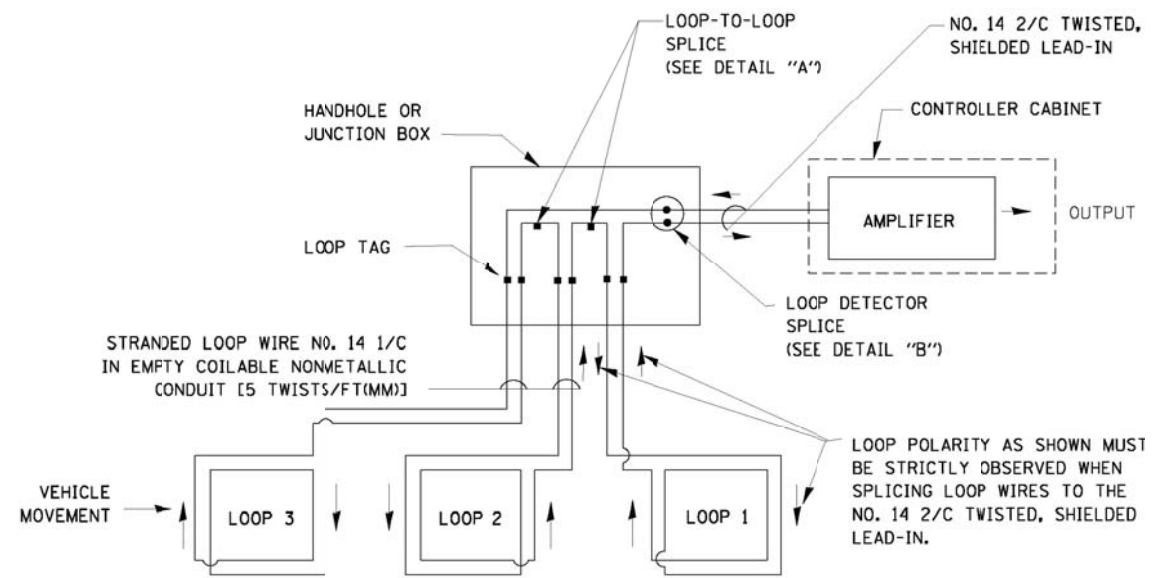 LOOP-TO-LOOP
SPLICE
(SEE DETAIL "A")
NO. 14 2/C TWISTED,
SHIELDED LEAD-IN
HANDHOLE OR
JUNCTION BOX
CONTROLLER CABINET
AMPLIFIER
OUTPUT
LOOP TAG
LOOP DETECTOR
SPLICE
(SEE DETAIL "B")
STRANDED LOOP WIRE NO. 14 1/C
IN EMPTY COILABLE NONMETALLIC
CONDUIT [5 TWISTS/FT(MM)]
LOOP POLARITY AS SHOWN MUST
BE STRICTLY OBSERVED WHEN
SPLICING LOOP WIRES TO THE
NO. 14 2/C TWISTED, SHIELDED
LEAD-IN.
VEHICLE
MOVEMENT
LOOP 3
LOOP 2
LOOP 1